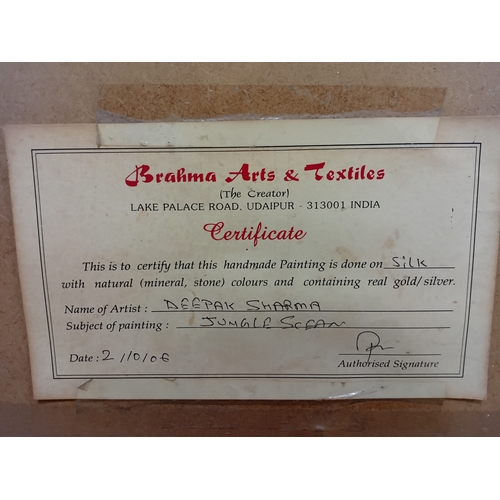 Brahma Arts & Textiles
(The Creator)
LAKE PALACE ROAD, UDAIPUR - 313001 INDIA
Certificate
This is to certify that this handmade Painting is done on SILK
with natural (mineral, stone) colours and containing real gold/silver.
Name of Artist : DEEPAK SHARMA
Subject of painting : JUNGLE SCEAN
Date : 2/10/06
Authorised Signature